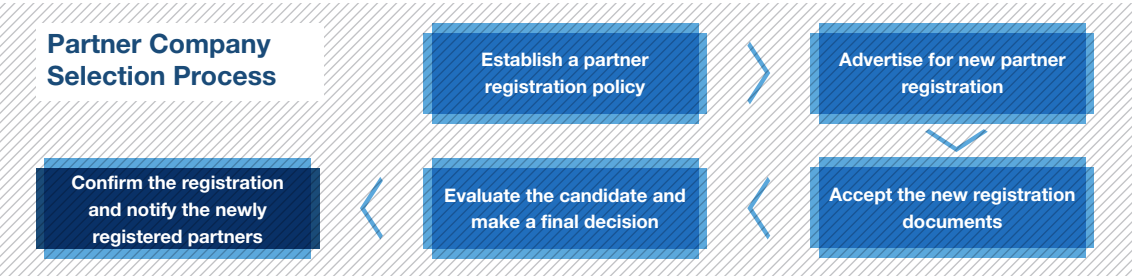 Partner Company
Selection Process
Establish a partner
registration policy
Advertise for new partner
registration
Accept the new registration
documents
Evaluate the candidate and
make a final decision
Confirm the registration
and notify the newly
registered partners